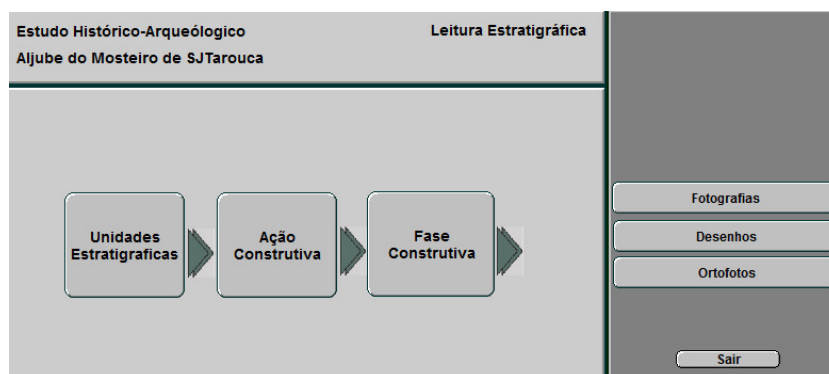 Estudo Histórico-Arqueólogico
Leitura Estratigráfica
Aljube do Mosteiro de SJTarouca
Unidades
Estratigraficas
Ação
Construtiva
Fase
Construtiva
Fotografias
Desenhos
Ortofotos
Sair